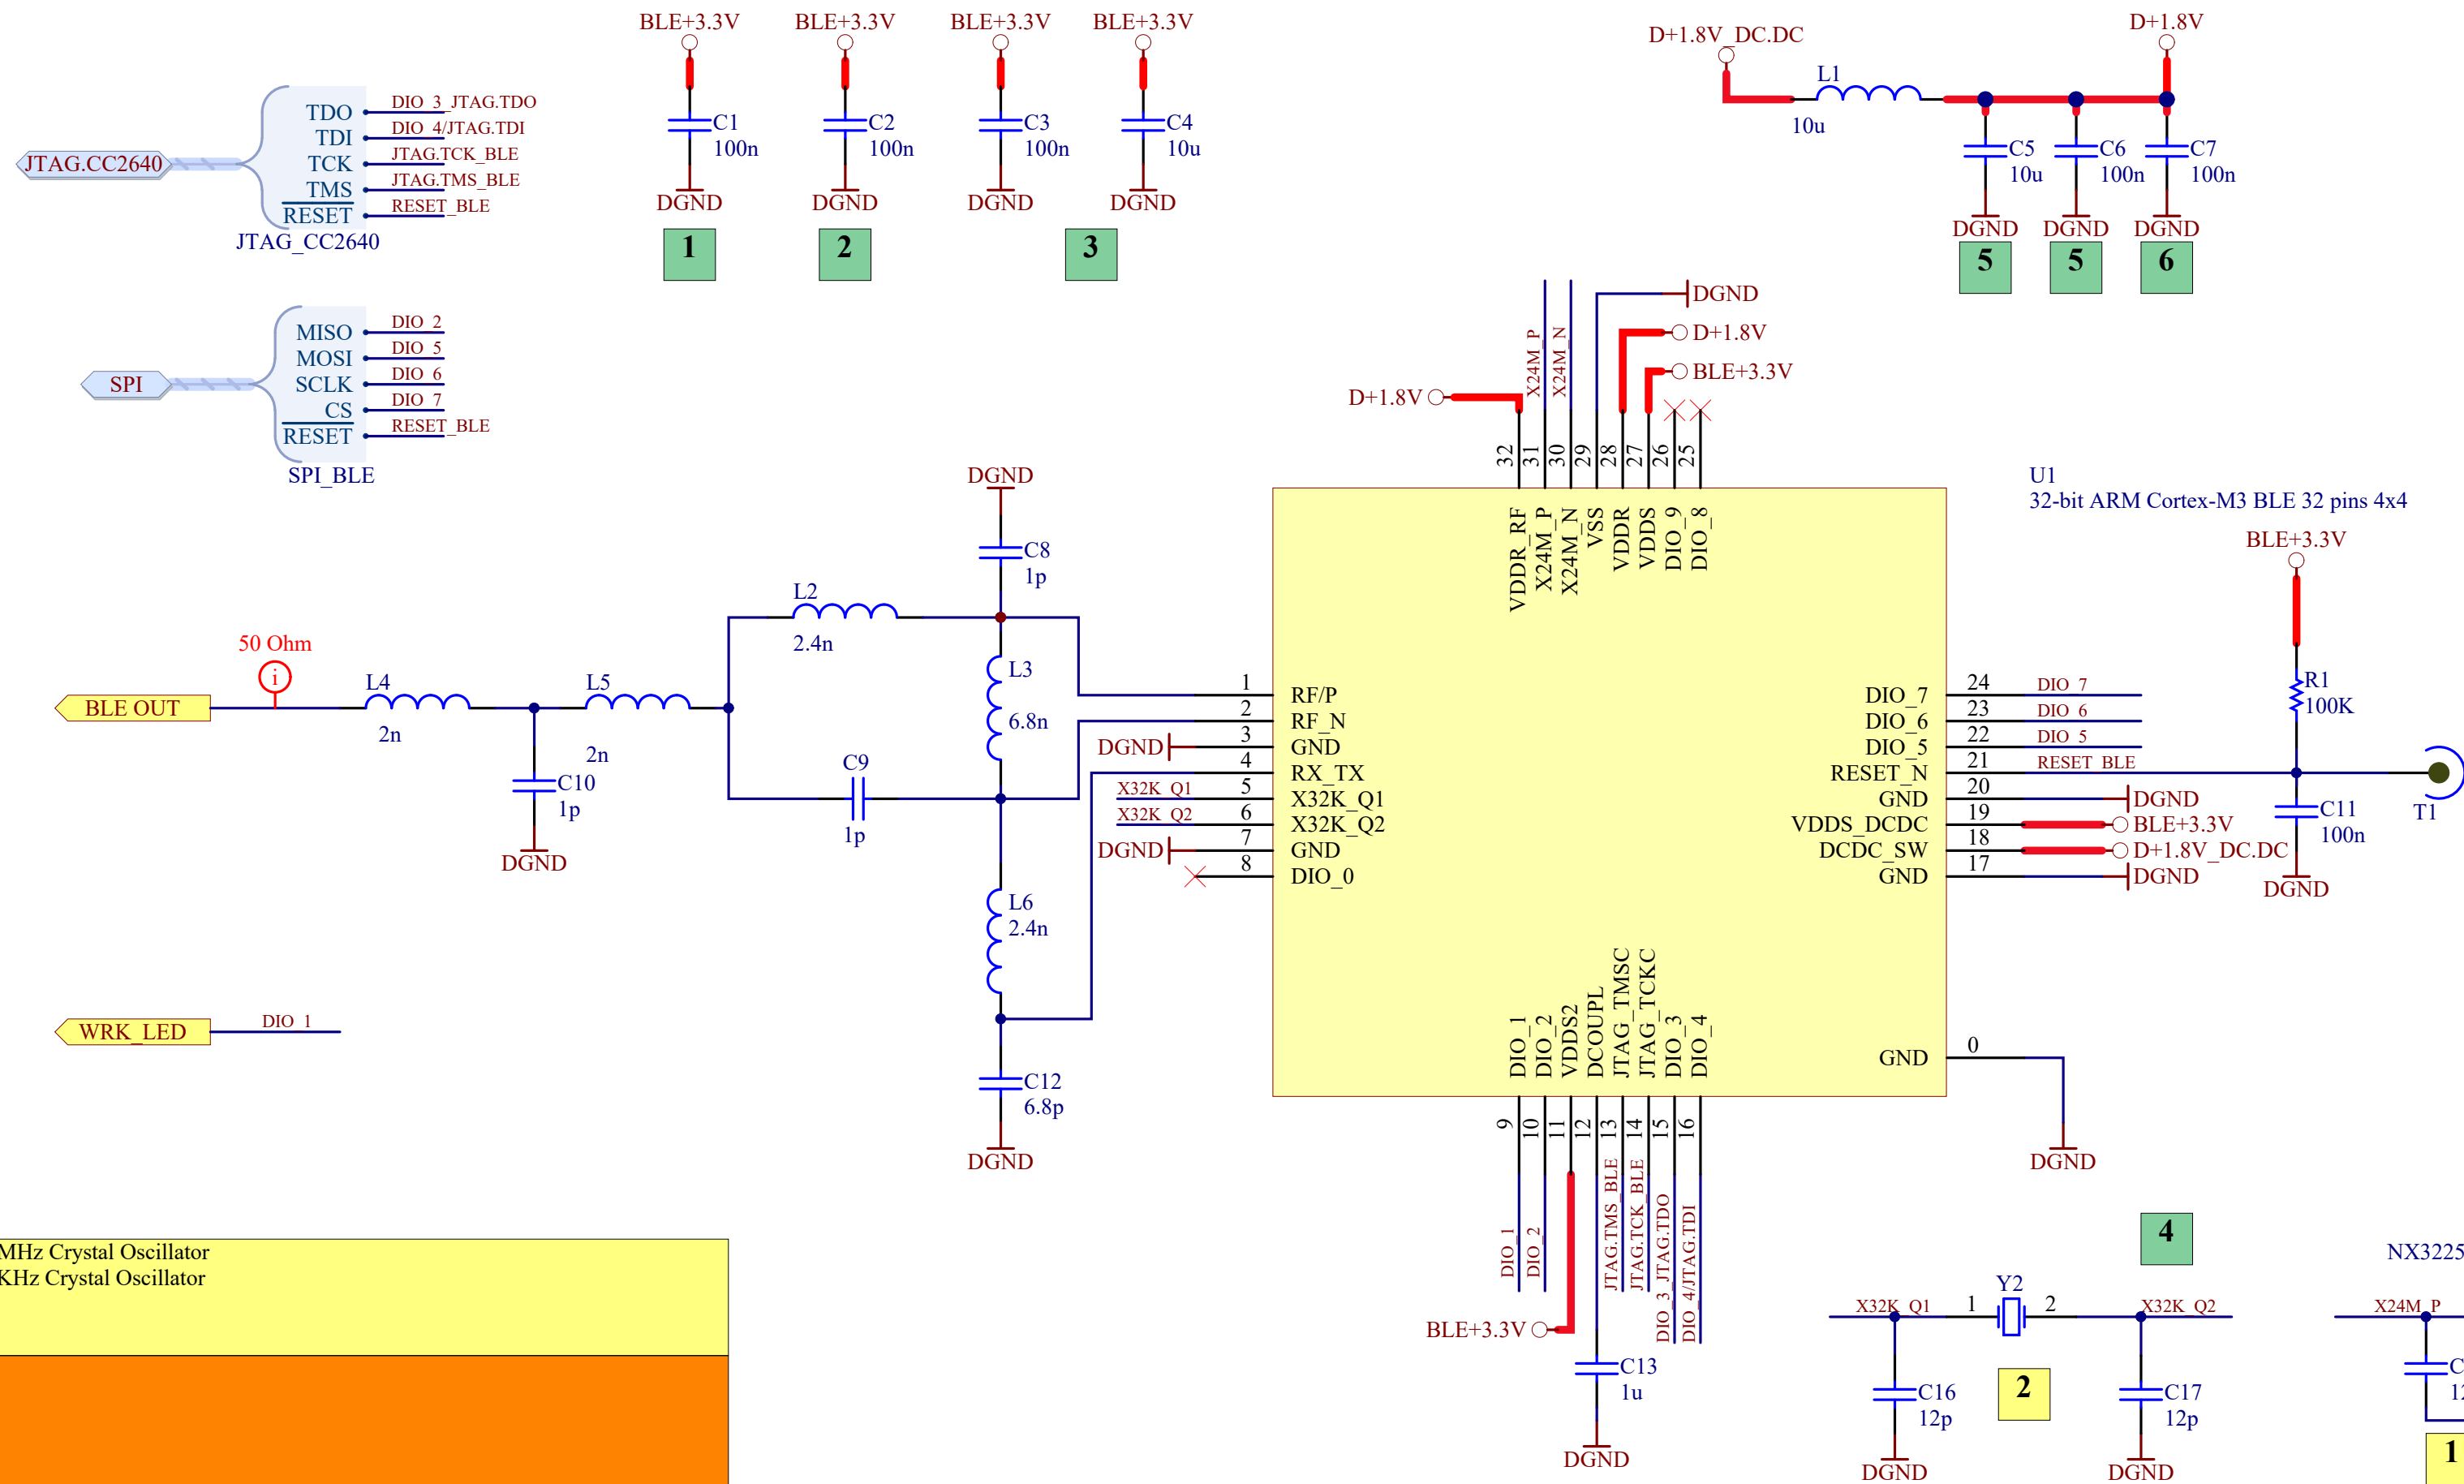 BLE+3.3V
BLE+3.3V
BLE+3.3V
BLE+3.3V
C1
100n
C2
100n
C3
100n
C4
10u
DGND
DGND
DGND
DGND
1
2
3
D+1.8V_DC.DC
D+1.8V
L1
10u
C5
10u
C6
100n
C7
100n
DGND
DGND
DGND
5
5
6
JTAG.CC2640
TDO
DIO_3_JTAG.TDO
TDI
DIO_4/JTAG.TDI
TCK
JTAG.TCK_BLE
TMS
JTAG.TMS_BLE
RESET
RESET_BLE
JTAG_CC2640
SPI
MISO
DIO_2
MOSI
DIO_5
SCLK
DIO_6
CS
DIO_7
RESET
RESET_BLE
SPI_BLE
DGND
D+1.8V
BLE+3.3V
D+1.8V
X24M_P
X24M_N
32
31
30
29
28
27
26
25
VDDR_RF
X24M_P
X24M_N
VSS
VDDR
VDDS
DIO_9
DIO_8
U1
32-bit ARM Cortex-M3 BLE 32 pins 4x4
DGND
C8
1p
L2
2.4n
L3
6.8n
50 Ohm
i
BLE OUT
L4
2n
L5
2n
C10
1p
DGND
C9
1p
L6
2.4n
C12
6.8p
DGND
WRK_LED
DIO_1
1
RF/P
2
RF_N
DGND
3
GND
4
RX_TX
X32K_Q1
5
X32K_Q1
X32K_Q2
6
X32K_Q2
DGND
7
GND
8
DIO_0
DIO_7
24
DIO_7
DIO_6
23
DIO_6
DIO_5
22
DIO_5
RESET_N
21
RESET_BLE
GND
20
DGND
VDDS_DCDC
19
BLE+3.3V
DCDC_SW
18
D+1.8V_DC.DC
GND
17
DGND
GND
0
DGND
BLE+3.3V
R1
100K
C11
100n
DGND
T1
DIO_1
DIO_2
VDDS2
DCOUPL
JTAG_TMSC
JTAG_TCKC
DIO_3
DIO_4
9
10
11
12
13
14
15
16
DIO_1
DIO_2
JTAG.TMS_BLE
JTAG.TCK_BLE
DIO_3_JTAG.TDO
DIO_4/JTAG.TDI
BLE+3.3V
C13
1u
DGND
MHz Crystal Oscillator
KHz Crystal Oscillator
4
Y2
X32K_Q1
1
2
X32K_Q2
C16
12p
2
C17
12p
DGND
DGND
NX3225
X24M_P
1